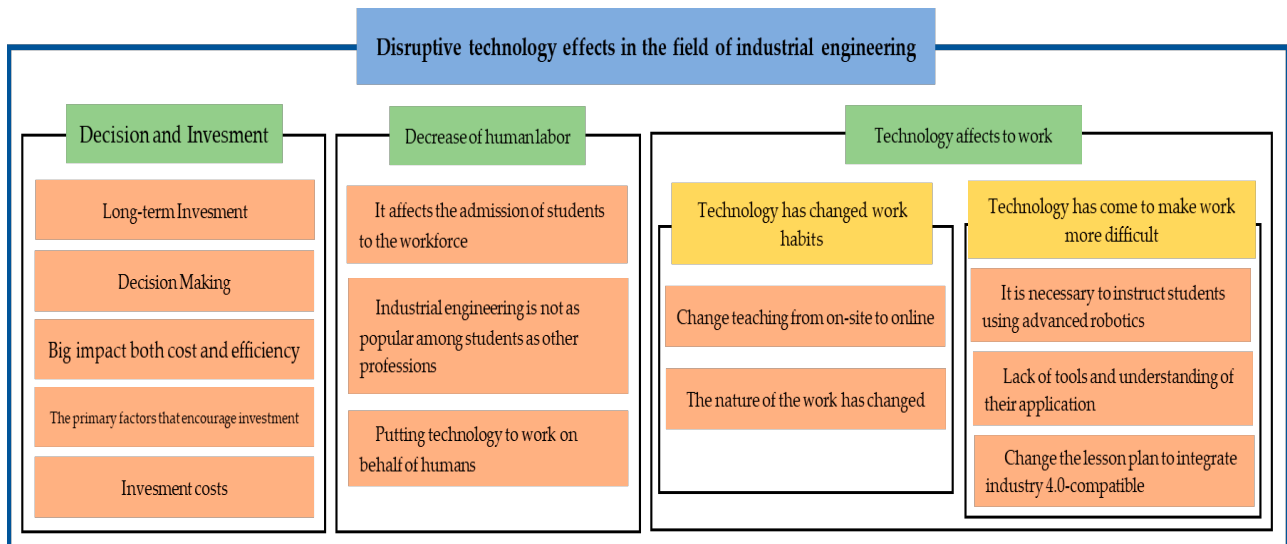 Disruptive technology effects in the field of industrial engineering
Decision and Invesment
Long-term Invesment
Decision Making
Big impact both cost and efficiency
The primary factors that encourage investment
Invesment costs
Decrease of human labor
It affects the admission of students
to the workforce
Industrial engineering is not as
popular among students as other
professions
Putting technology to work on
behalf of humans
Technology affects to work
Technology has changed work
habits
Change teaching from on-site to online
The nature of the work has changed
Technology has come to make work
more difficult
It is necessary to instruct students
using advanced robotics
Lack of tools and understanding of
their application
Change the lesson plan to integrate
industry 4.0-compatible